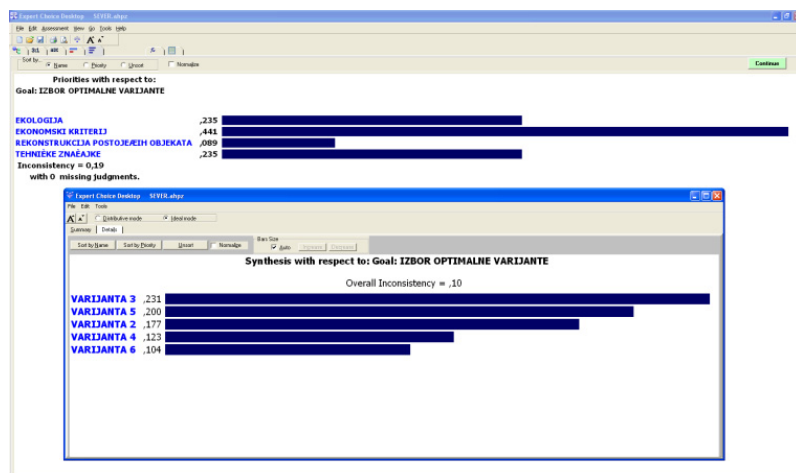 Expert Choice Desktop SEVER.ahpz
File Edit Assessment View Go Tools Help
Sort by... Name Priority Unsort Normalize Continue
Priorities with respect to:
Goal: IZBOR OPTIMALNE VARIJANTE
EKOLOGIJA ,235
EKONOMSKI KRITERIJ ,441
REKONSTRUKCIJA POSTOJEÆIH OBJEKATA ,089
TEHNIÈKE ZNAÈAJKE ,235
Inconsistency = 0,19
with 0 missing judgments.
Expert Choice Desktop SEVER.ahpz
File Edit Tools
Distributive mode Ideal mode
Summary Details
Sort by Name Sort by Priority Unsort Normalize Bars Size Auto
Synthesis with respect to: Goal: IZBOR OPTIMALNE VARIJANTE
Overall Inconsistency = ,10
VARIJANTA 3 ,231
VARIJANTA 5 ,200
VARIJANTA 2 ,177
VARIJANTA 4 ,123
VARIJANTA 6 ,104